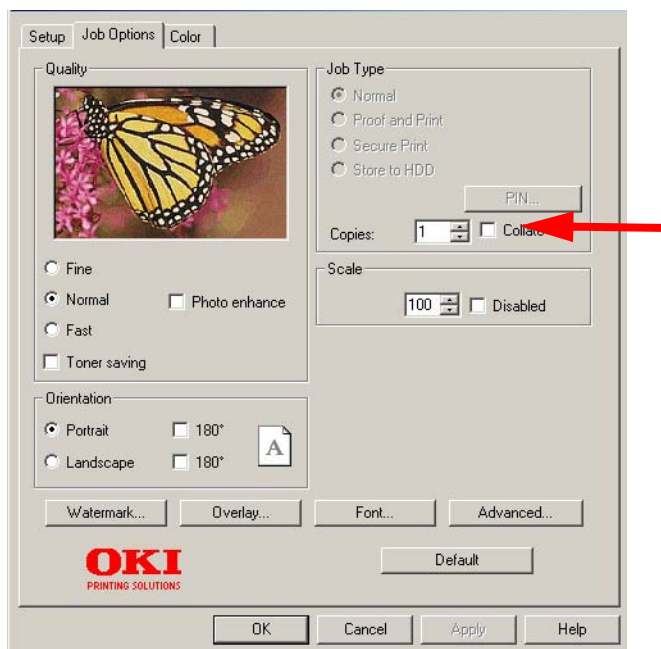 Setup Job Options Color
Quality
Fine
Normal Photo enhance
Fast
Toner saving
Orientation
Portrait 180°
Landscape 180°
A
Job Type
Normal
Proof and Print
Secure Print
Store to HDD
PIN...
Copies: 1 Collate
Scale
100 Disabled
Watermark... Overlay... Font... Advanced...
OKI
PRINTING SOLUTIONS
Default
OK Cancel Apply Help